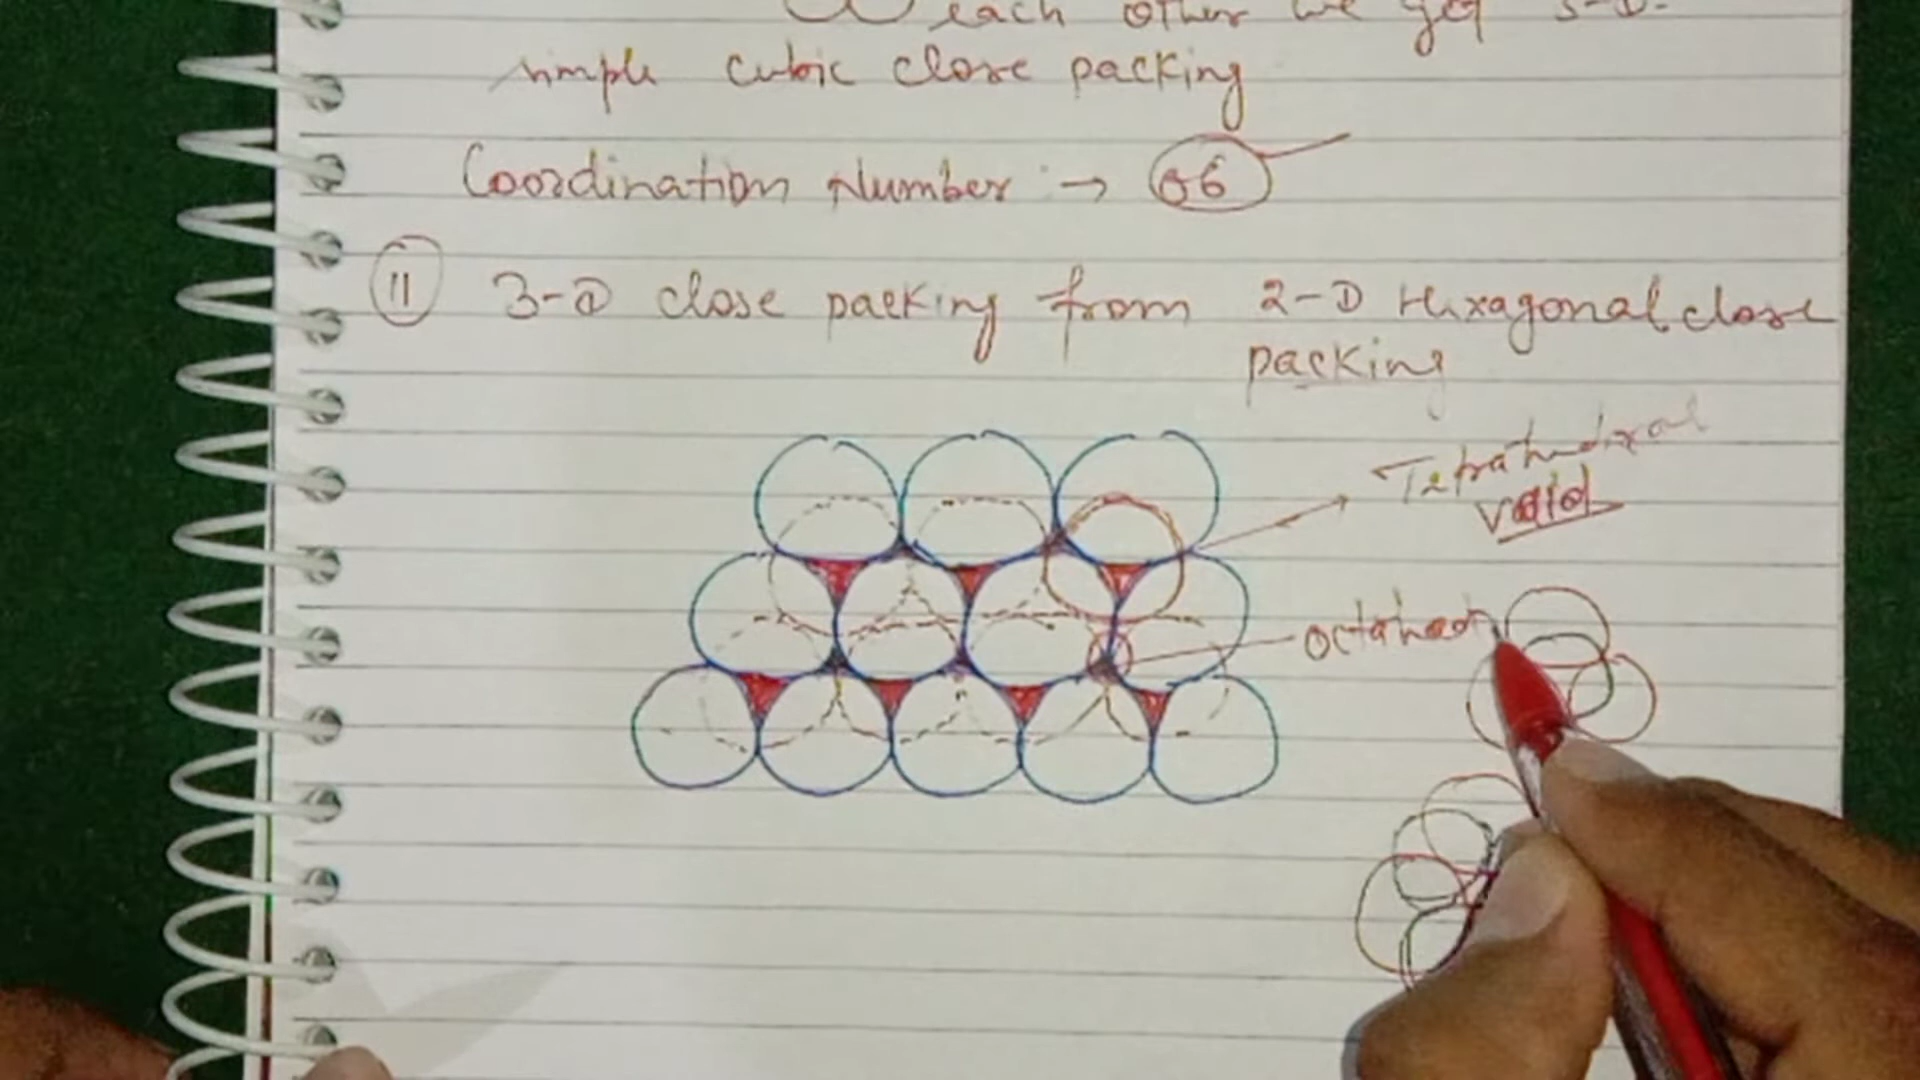 each other we get 3-D
simple cubic close packing
Coordination Number → 06
II 3-D close packing from 2-D Hexagonal close
packing
Tetrahedral
void
octahed